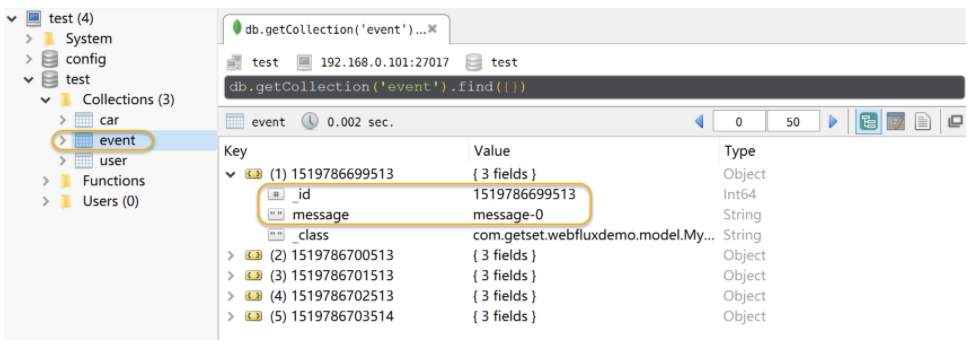 test (4)
System
config
test
Collections (3)
car
event
user
Functions
Users (0)
db.getCollection('event')...
test 192.168.0.101:27017 test
db.getCollection('event').find({})
event 0.002 sec. 0 50
Key Value Type
(1) 1519786699513 { 3 fields } Object
_id 1519786699513 Int64
message message-0 String
_class com.getset.webfluxdemo.model.My... String
(2) 1519786700513 { 3 fields } Object
(3) 1519786701513 { 3 fields } Object
(4) 1519786702513 { 3 fields } Object
(5) 1519786703514 { 3 fields } Object